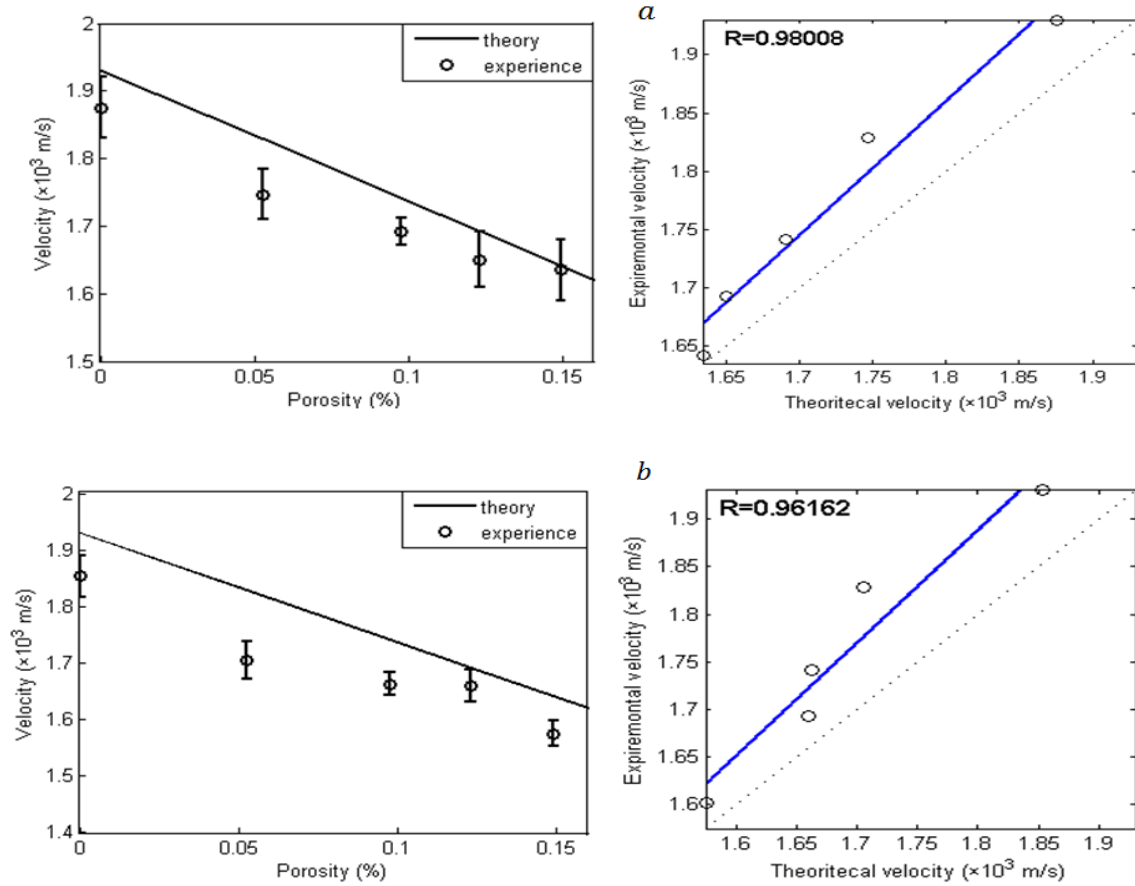 a
2
1.9
1.8
1.7
1.6
1.5
Velocity (×10³ m/s)
theory
experience
0
0.05
0.1
0.15
Porosity (%)
R=0.98008
1.9
1.85
1.8
1.75
1.7
1.65
Expiremontal velocity (×10³ m/s)
1.65
1.7
1.75
1.8
1.85
1.9
Theoritecal velocity (×10³ m/s)
b
2
1.9
1.8
1.7
1.6
1.5
1.4
Velocity (×10³ m/s)
theory
experience
0
0.05
0.1
0.15
Porosity (%)
R=0.96162
1.9
1.85
1.8
1.75
1.7
1.65
1.6
Expiremontal velocity (×10³ m/s)
1.6
1.65
1.7
1.75
1.8
1.85
1.9
Theoritecal velocity (×10³ m/s)